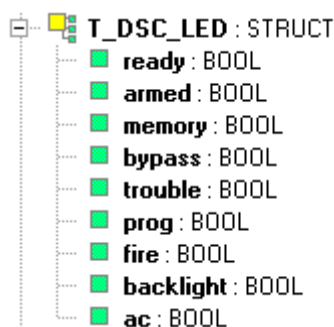 T_DSC_LED : STRUCT
ready : BOOL
armed : BOOL
memory : BOOL
bypass : BOOL
trouble : BOOL
prog : BOOL
fire : BOOL
backlight : BOOL
ac : BOOL